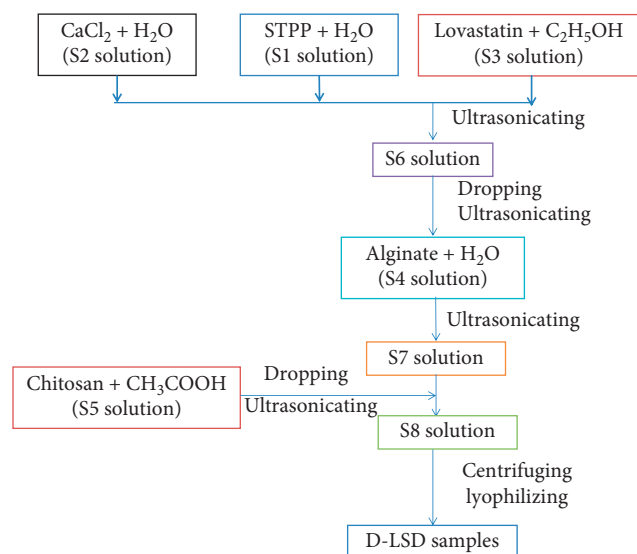 CaCl₂ + H₂O
(S2 solution)
STPP + H₂O
(S1 solution)
Lovastatin + C₂H₅OH
(S3 solution)
Ultrasonicating
S6 solution
Dropping
Ultrasonicating
Alginate + H₂O
(S4 solution)
Ultrasonicating
S7 solution
Chitosan + CH₃COOH
(S5 solution)
Dropping
Ultrasonicating
S8 solution
Centrifuging
lyophilizing
D-LSD samples